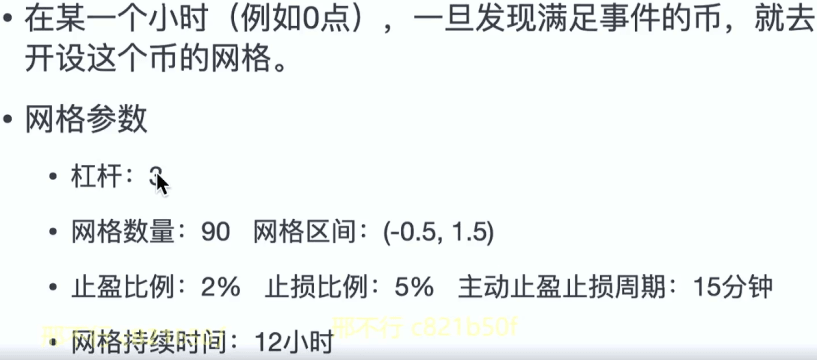 • 在某一个小时（例如0点），一旦发现满足事件的币，就去
开设这个币的网格。
• 网格参数
• 杠杆：3
• 网格数量：90 网格区间：(-0.5, 1.5)
• 止盈比例：2% 止损比例：5% 主动止盈止损周期：15分钟
• 网格持续时间：12小时
邢不行 c821b50f